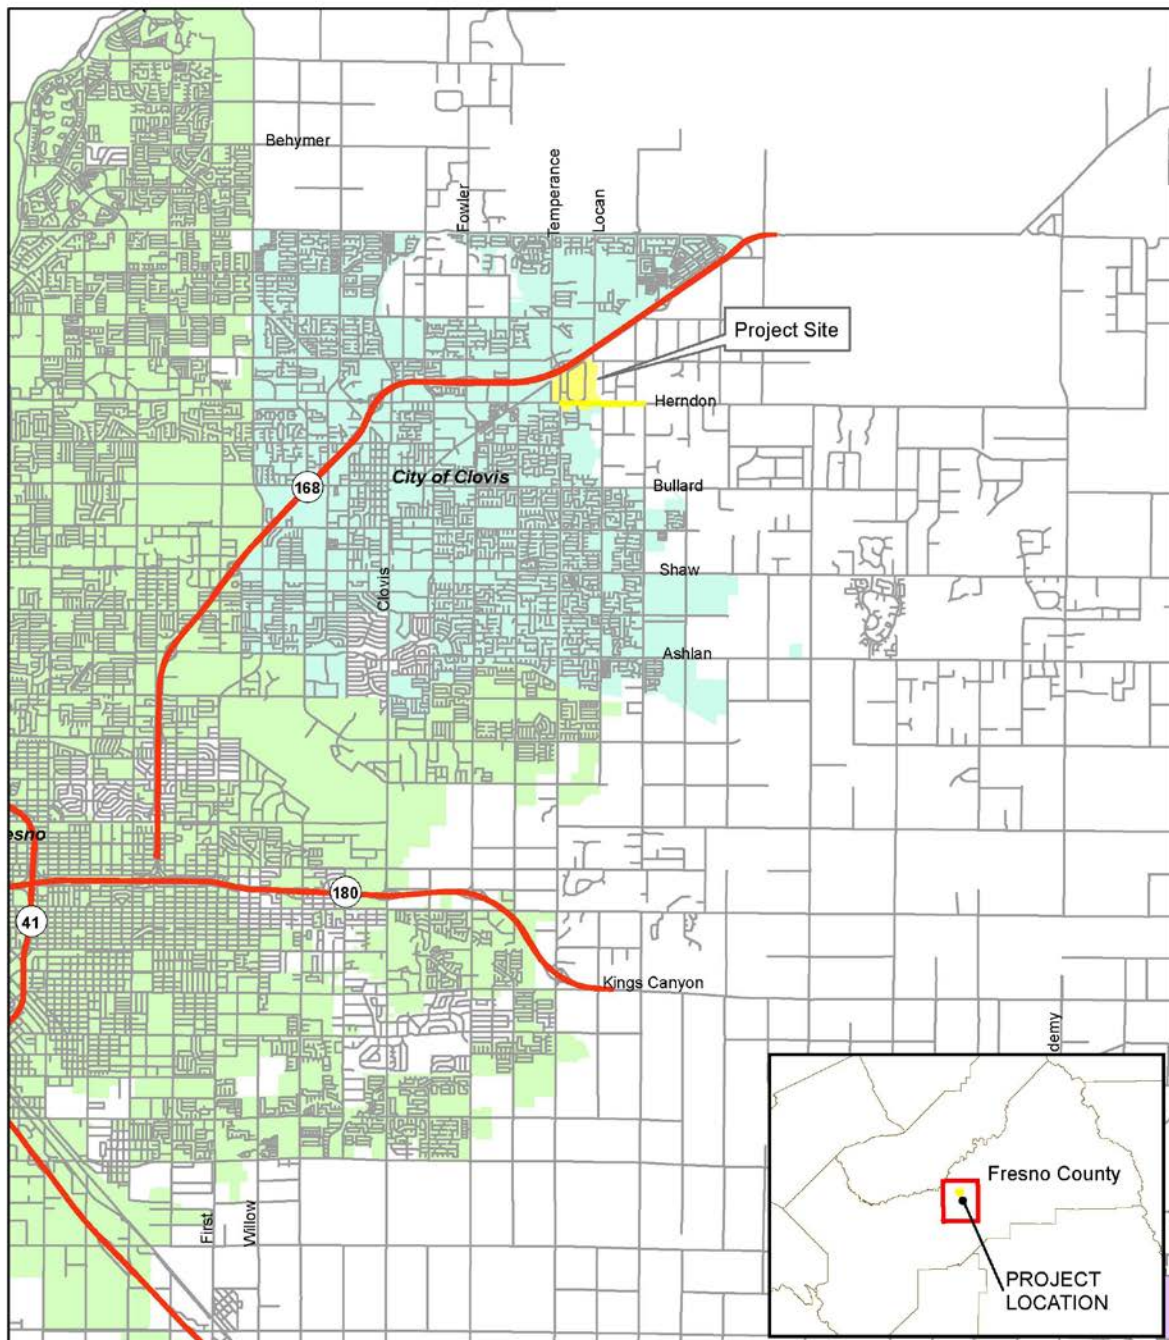 Behymer
Fowler
Temperance
Locan
Project Site
Herndon
City of Clovis
168
Bullard
Shaw
Clovis
Ashlan
esno
180
41
Kings Canyon
demy
Fresno County
PROJECT
LOCATION
First
Willow